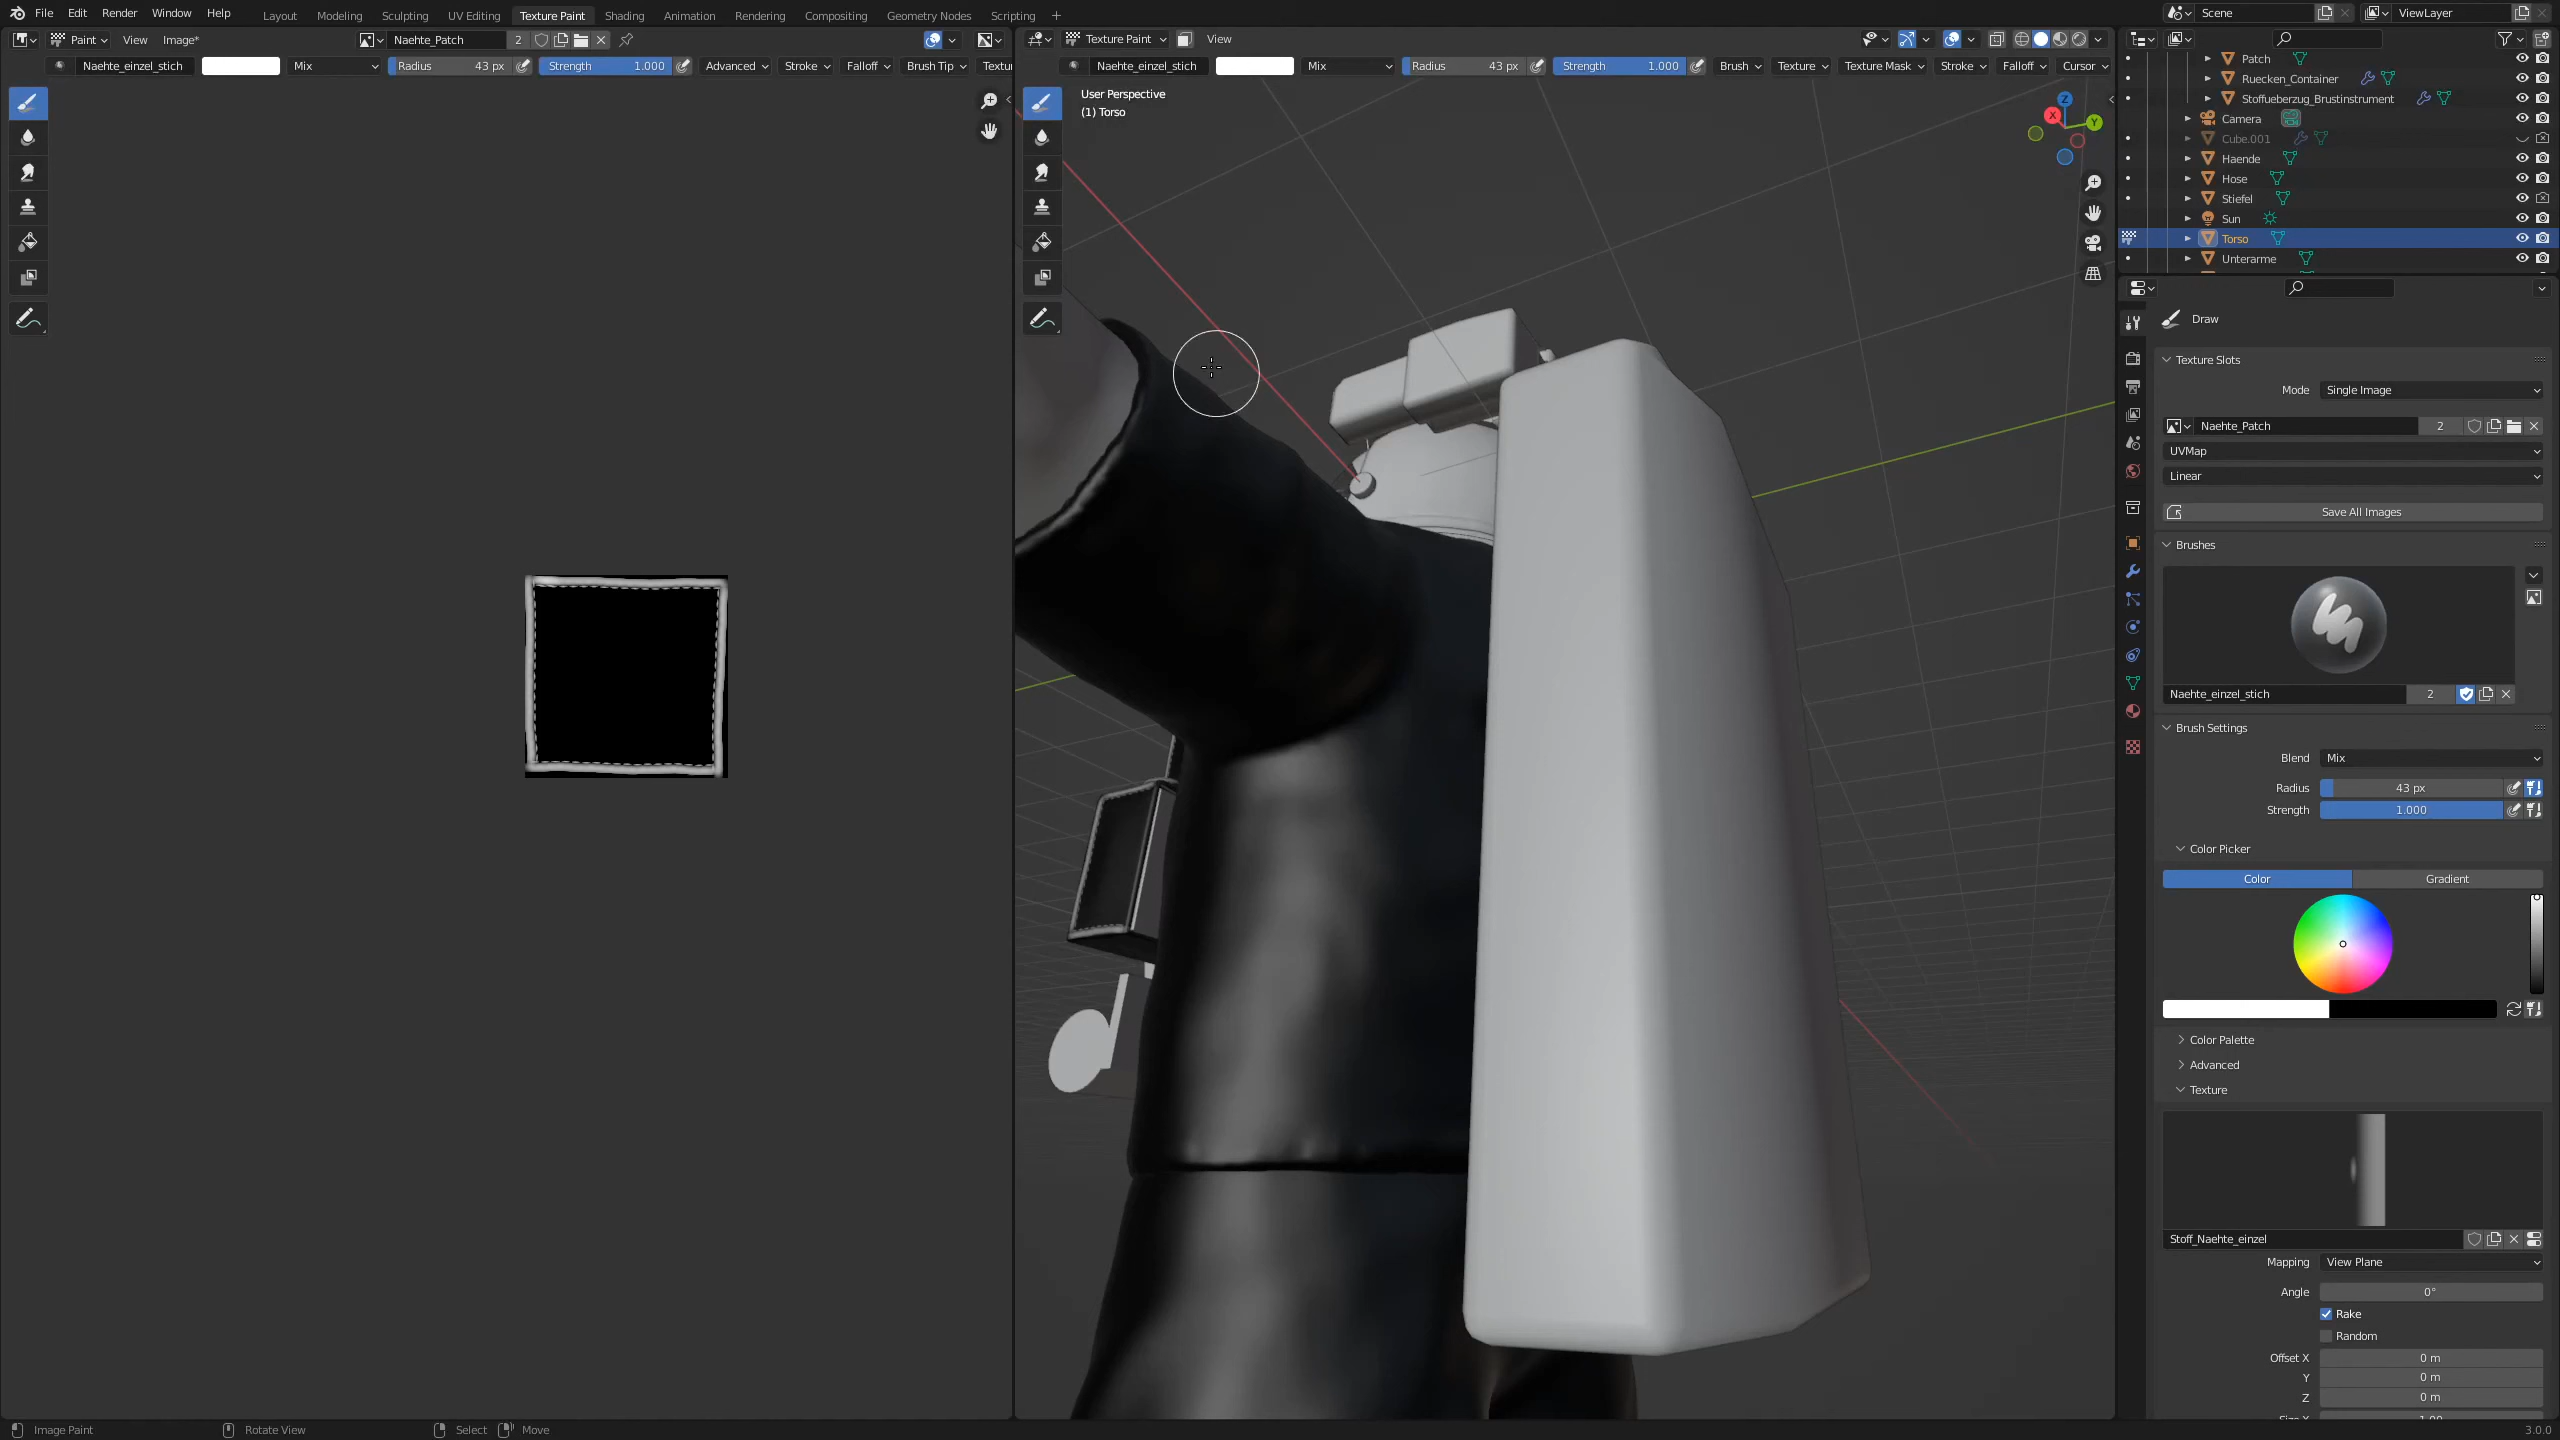 File Edit Render Window Help Layout Modeling Sculpting UV Editing Texture Paint Shading Animation Rendering Compositing Geometry Nodes Scripting + Scene ViewLayer
Paint View Image* Naehte_Patch 2
Texture Paint View
Naehte_einzel_stich Mix Radius 43 px Strength 1.000 Advanced Stroke Falloff Brush Tip Textu
Naehte_einzel_stich Mix Radius 43 px Strength 1.000 Brush Texture Texture Mask Stroke Falloff Cursor
User Perspective
(1) Torso
X
Y
Z
Patch
Ruecken_Container
Stoffueberzug_Brustinstrument
Camera
Cube.001
Haende
Hose
Stiefel
Sun
Torso
Unterarme
Draw
Texture Slots
Mode Single Image
Naehte_Patch 2
UVMap
Linear
Save All Images
Brushes
Naehte_einzel_stich 2
Brush Settings
Blend Mix
Radius 43 px
Strength 1.000
Color Picker
Color Gradient
Color Palette
Advanced
Texture
Stoff_Naehte_einzel
Mapping View Plane
Angle 0°
Rake
Random
Offset X 0 m
Y 0 m
Z 0 m
Image Paint Rotate View Select Move 3.0.0